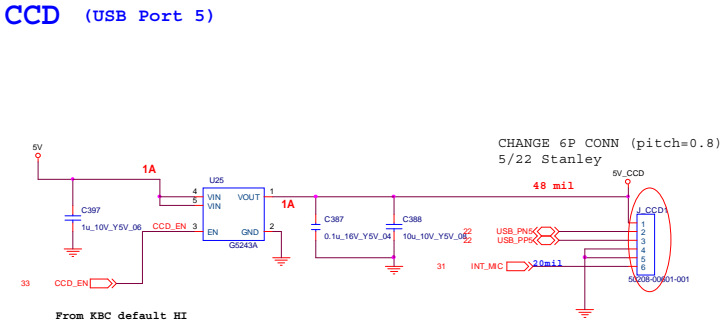 CCD (USB Port 5)
CHANGE 6P CONN (pitch=0.8)
5/22 Stanley
5V
5V_CCD
1A
U25
48 mil
4 VIN VOUT 1
5 VIN
1A
J_CCD1
C397
1u_10V_Y5V_06
CCD_EN 3 EN GND 2
G5243A
C387
0.1u_16V_Y5V_04
C388
10u_10V_Y5V_08
22 USB_PN5
22 USB_PP5
1
2
3
4
5
6
31 INT_MIC 20mil
50208-00601-001
33 CCD_EN
From KBC default HI